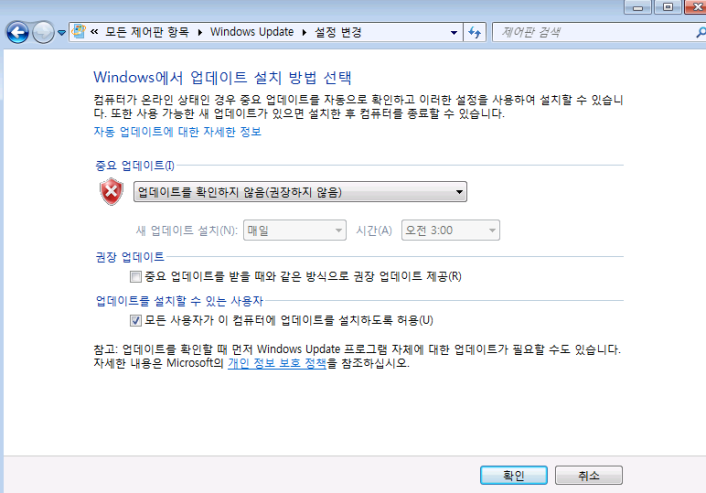 « 모든 제어판 항목 ▸ Windows Update ▸ 설정 변경
제어판 검색
Windows에서 업데이트 설치 방법 선택
컴퓨터가 온라인 상태인 경우 중요 업데이트를 자동으로 확인하고 이러한 설정을 사용하여 설치할 수 있습니
다. 또한 사용 가능한 새 업데이트가 있으면 설치한 후 컴퓨터를 종료할 수 있습니다.
자동 업데이트에 대한 자세한 정보
중요 업데이트(I)
업데이트를 확인하지 않음(권장하지 않음)
새 업데이트 설치(N): 매일 시간(A) 오전 3:00
권장 업데이트
중요 업데이트를 받을 때와 같은 방식으로 권장 업데이트 제공(R)
업데이트를 설치할 수 있는 사용자
모든 사용자가 이 컴퓨터에 업데이트를 설치하도록 허용(U)
참고: 업데이트를 확인할 때 먼저 Windows Update 프로그램 자체에 대한 업데이트가 필요할 수도 있습니다.
자세한 내용은 Microsoft의 개인 정보 보호 정책을 참조하십시오.
확인 취소